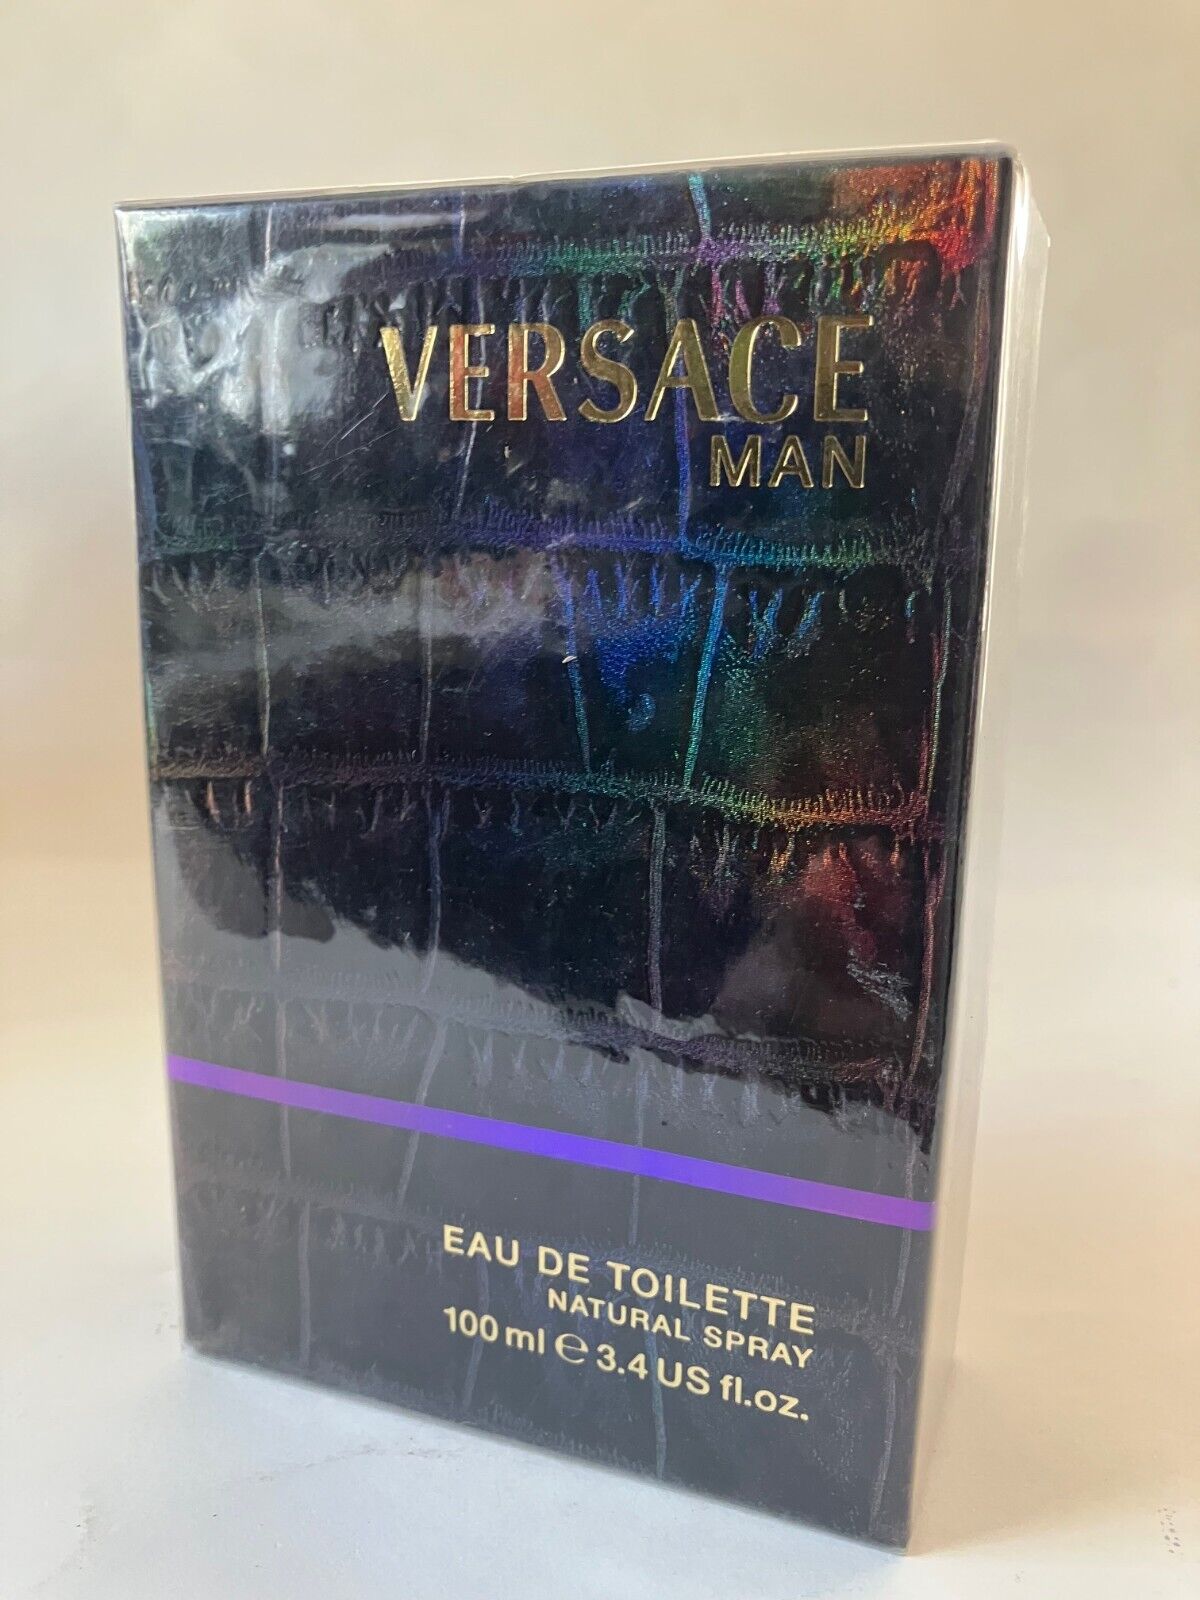 VERSACE
MAN
EAU DE TOILETTE
NATURAL SPRAY
100 ml ℮ 3.4 US fl.oz.